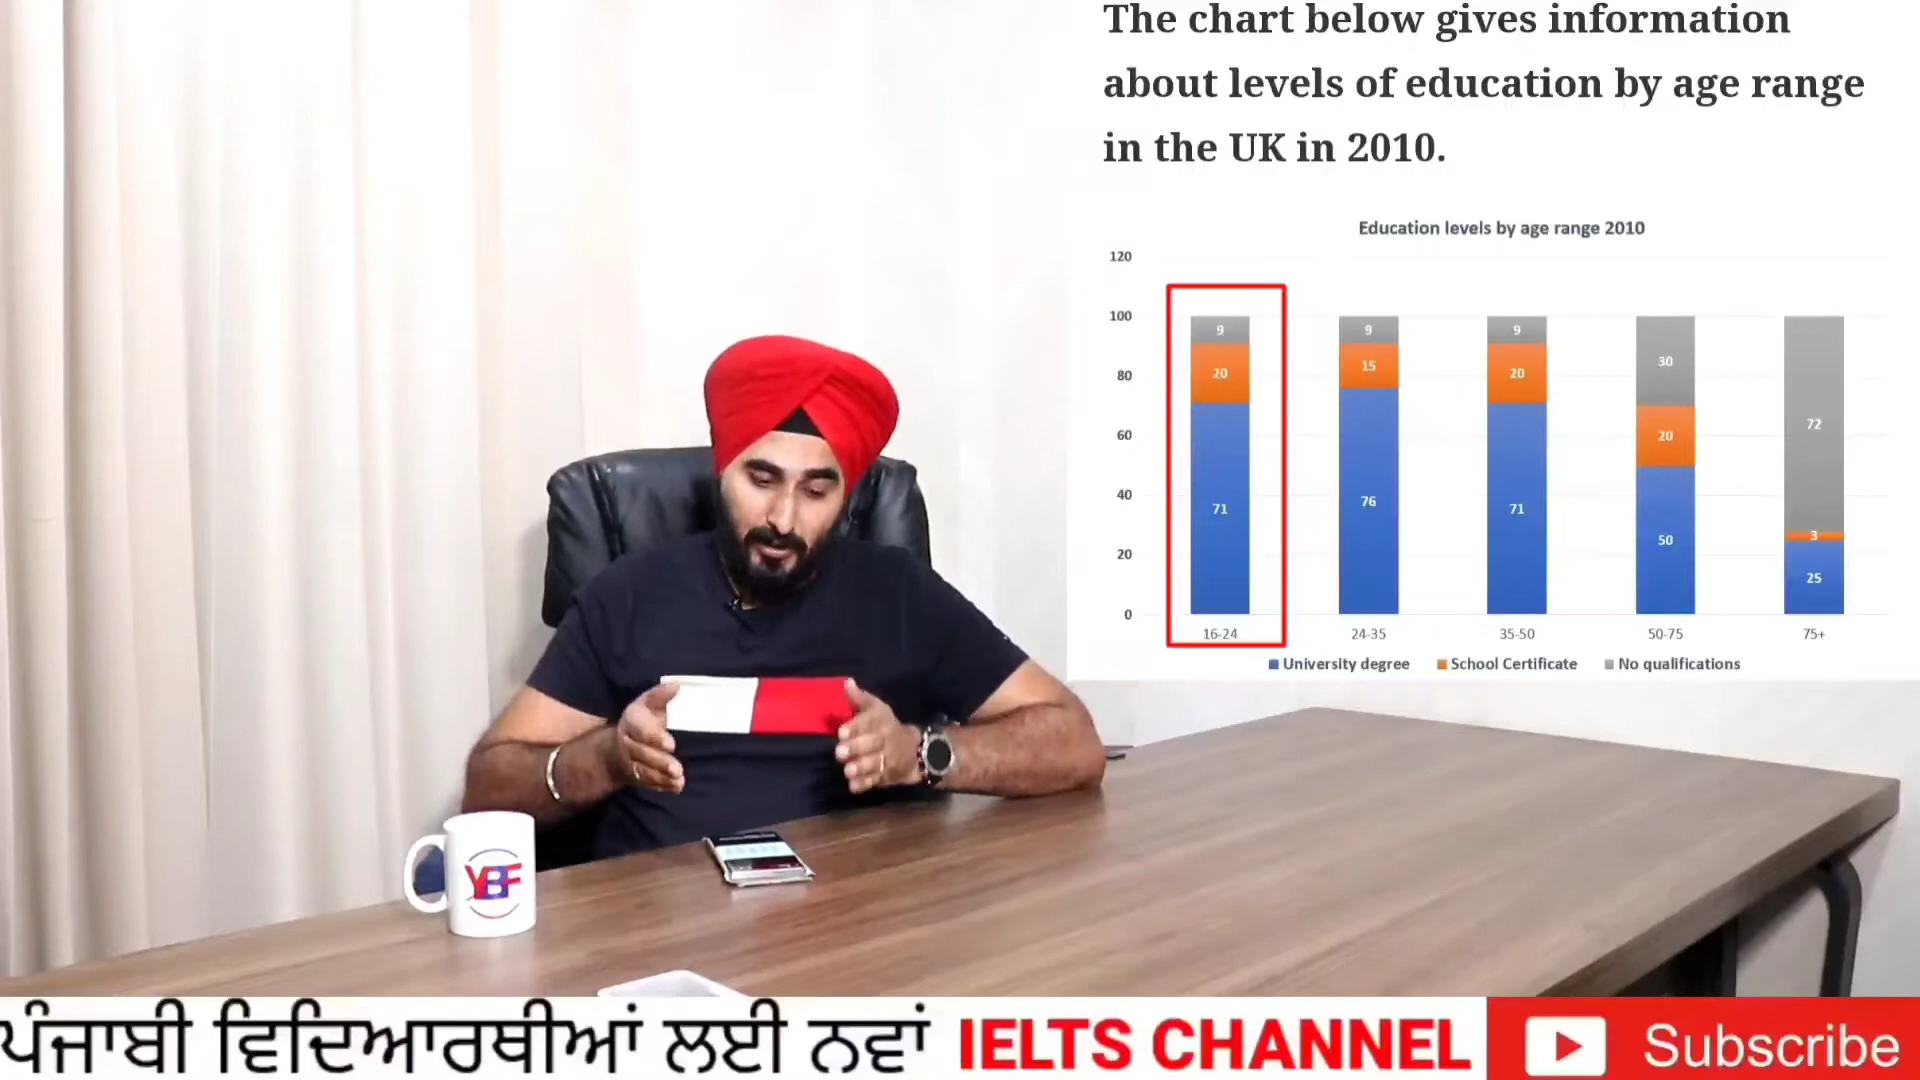 The chart below gives information
about levels of education by age range
in the UK in 2010.
Education levels by age range 2010
120
100
80
60
40
20
0
9
20
71
9
15
76
9
20
71
30
20
50
72
3
25
16-24
24-35
35-50
50-75
75+
University degree
School Certificate
No qualifications
YBF
ਪੰਜਾਬੀ ਵਿਦਿਆਰਥੀਆਂ ਲਈ ਨਵਾਂ IELTS CHANNEL
Subscribe